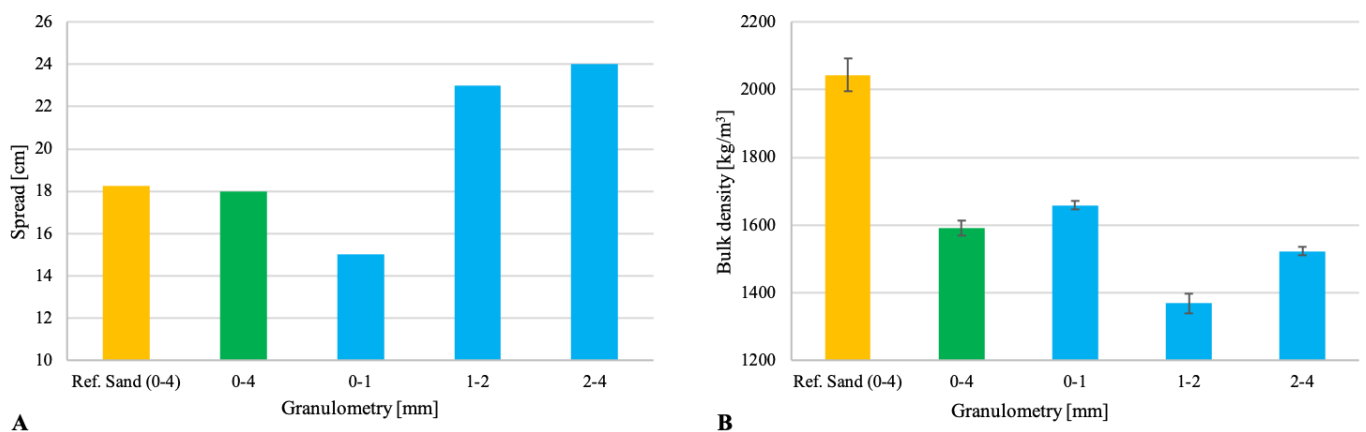 26
24
22
20
18
16
14
12
10
Spread [cm]
Ref. Sand (0-4) 0-4 0-1 1-2 2-4
Granulometry [mm]
A
2200
2000
1800
1600
1400
1200
Bulk density [kg/m³]
Ref. Sand (0-4) 0-4 0-1 1-2 2-4
Granulometry [mm]
B